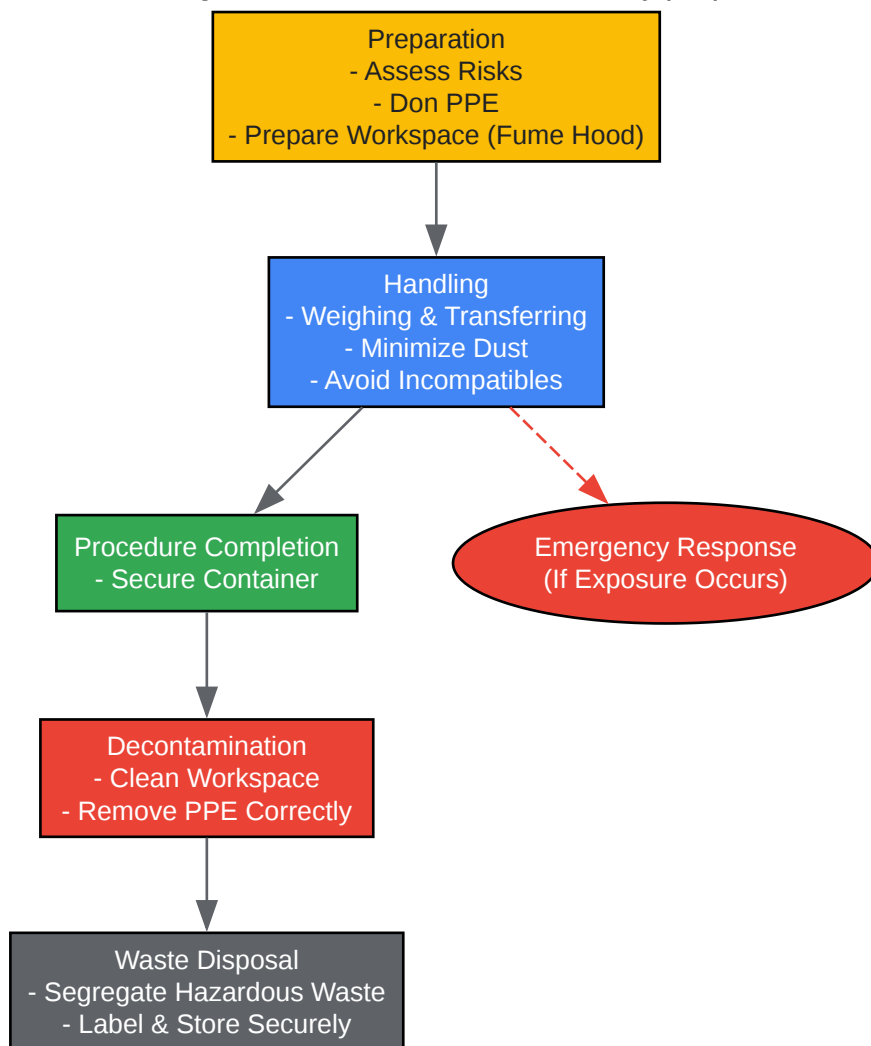 Preparation
- Assess Risks
- Don PPE
- Prepare Workspace (Fume Hood)
Handling
- Weighing & Transferring
- Minimize Dust
- Avoid Incompatibles
Procedure Completion
- Secure Container
Emergency Response
(If Exposure Occurs)
Decontamination
- Clean Workspace
- Remove PPE Correctly
Waste Disposal
- Segregate Hazardous Waste
- Label & Store Securely